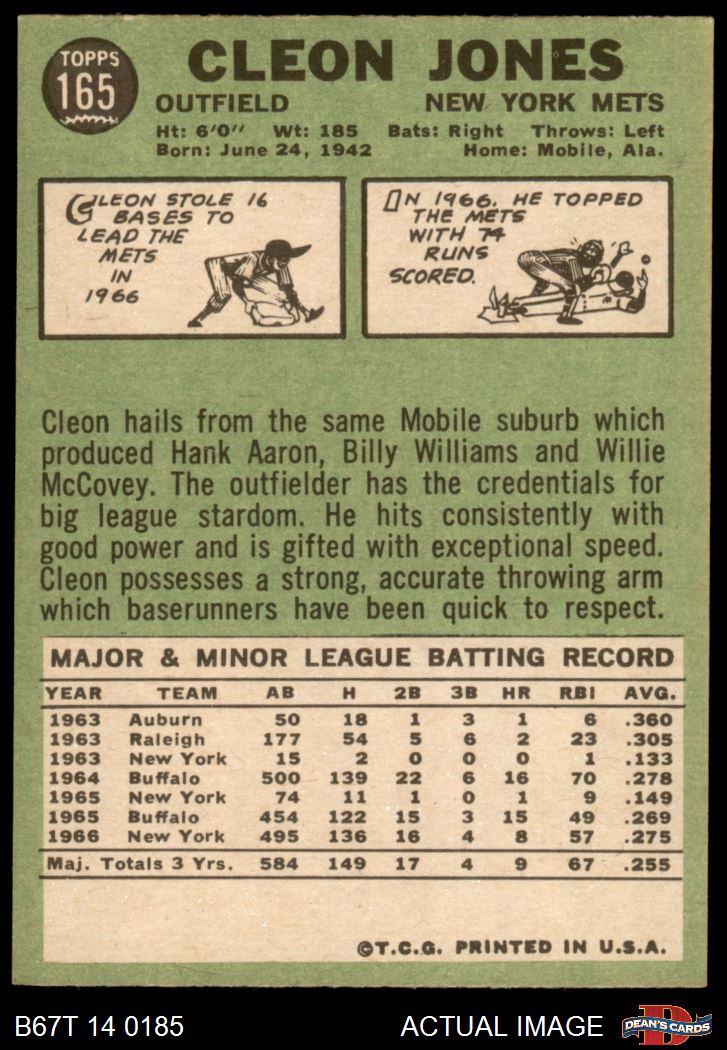 TOPPS
165
CLEON JONES
OUTFIELD NEW YORK METS
Ht: 6'0" Wt: 185 Bats: Right Throws: Left
Born: June 24, 1942 Home: Mobile, Ala.
CLEON STOLE 16
BASES TO
LEAD THE
METS
IN
1966
IN 1966, HE TOPPED
THE METS
WITH 74
RUNS
SCORED.
Cleon hails from the same Mobile suburb which
produced Hank Aaron, Billy Williams and Willie
McCovey. The outfielder has the credentials for
big league stardom. He hits consistently with
good power and is gifted with exceptional speed.
Cleon possesses a strong, accurate throwing arm
which baserunners have been quick to respect.
MAJOR & MINOR LEAGUE BATTING RECORD
YEAR TEAM AB H 2B 3B HR RBI AVG.
1963 Auburn 50 18 1 3 1 6 .360
1963 Raleigh 177 54 5 6 2 23 .305
1963 New York 15 2 0 0 0 1 .133
1964 Buffalo 500 139 22 6 16 70 .278
1965 New York 74 11 1 0 1 9 .149
1965 Buffalo 454 122 15 3 15 49 .269
1966 New York 495 136 16 4 8 57 .275
Maj. Totals 3 Yrs. 584 149 17 4 9 67 .255
©T.C.G. PRINTED IN U.S.A.
B67T 14 0185 ACTUAL IMAGE
D
DEAN'S CARDS